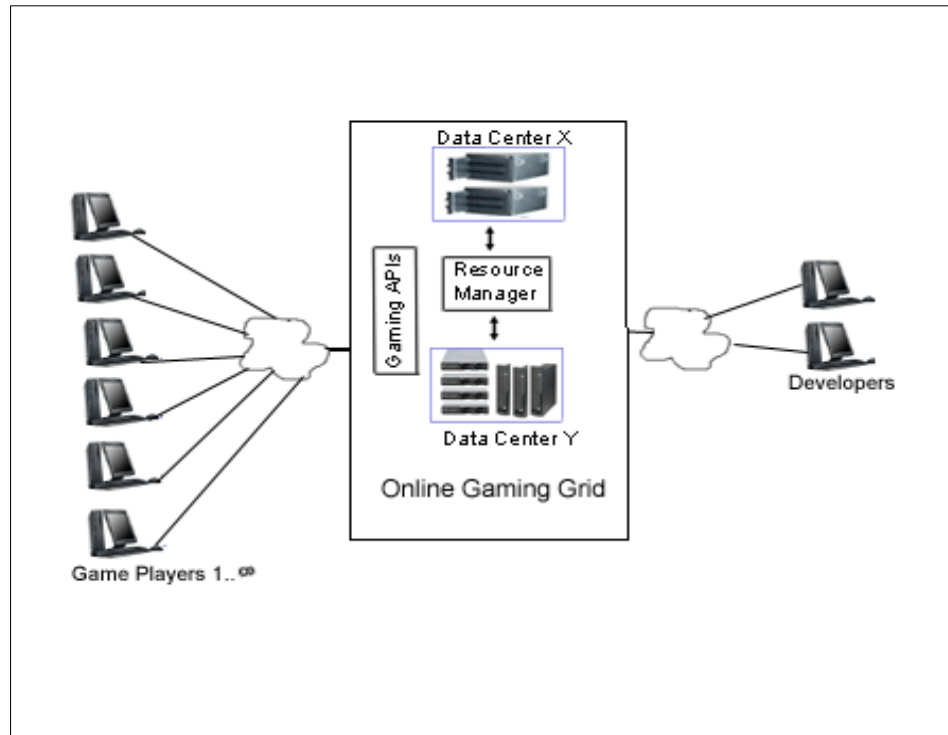 Data Center X
Gaming APIs
Resource
Manager
Data Center Y
Online Gaming Grid
Developers
Game Players 1..∞